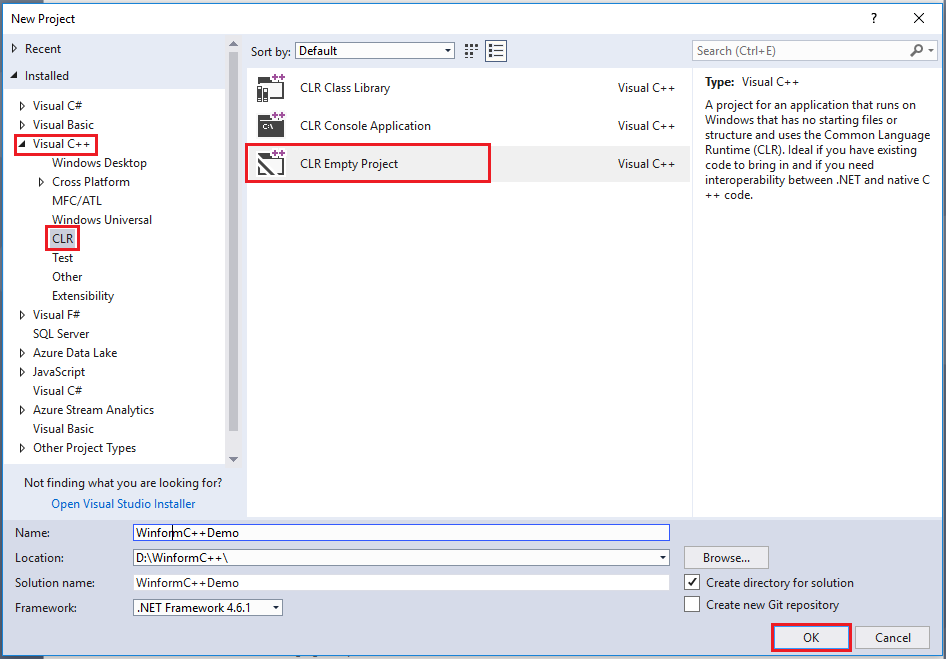 New Project
?
Recent
Installed
Visual C#
Visual Basic
Visual C++
Windows Desktop
Cross Platform
MFC/ATL
Windows Universal
CLR
Test
Other
Extensibility
Visual F#
SQL Server
Azure Data Lake
JavaScript
Visual C#
Azure Stream Analytics
Visual Basic
Other Project Types
Not finding what you are looking for?
Open Visual Studio Installer
Sort by: Default
CLR Class Library Visual C++
CLR Console Application Visual C++
CLR Empty Project Visual C++
Search (Ctrl+E)
Type: Visual C++
A project for an application that runs on
Windows that has no starting files or
structure and uses the Common Language
Runtime (CLR). Ideal if you have existing
code to bring in and if you need
interoperability between .NET and native C
++ code.
Name: WinformC++Demo
Location: D:\WinformC++\ Browse...
Solution name: WinformC++Demo
Create directory for solution
Framework: .NET Framework 4.6.1
Create new Git repository
OK Cancel